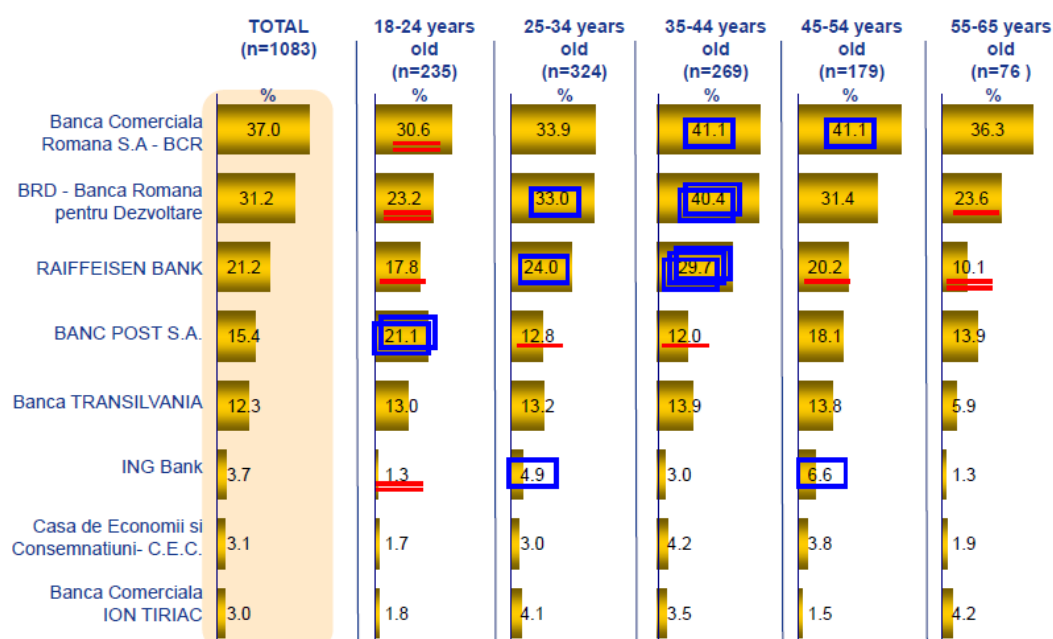 TOTAL
(n=1083)
18-24 years
old
(n=235)
25-34 years
old
(n=324)
35-44 years
old
(n=269)
45-54 years
old
(n=179)
55-65 years
old
(n=76 )
% % % % % %
Banca Comerciala
Romana S.A - BCR
37.0 30.6 33.9 41.1 41.1 36.3
BRD - Banca Romana
pentru Dezvoltare
31.2 23.2 33.0 40.4 31.4 23.6
RAIFFEISEN BANK 21.2 17.8 24.0 29.7 20.2 10.1
BANC POST S.A. 15.4 21.1 12.8 12.0 18.1 13.9
Banca TRANSILVANIA 12.3 13.0 13.2 13.9 13.8 5.9
ING Bank 3.7 1.3 4.9 3.0 6.6 1.3
Casa de Economii si
Consemnatiuni- C.E.C.
3.1 1.7 3.0 4.2 3.8 1.9
Banca Comerciala
ION TIRIAC
3.0 1.8 4.1 3.5 1.5 4.2